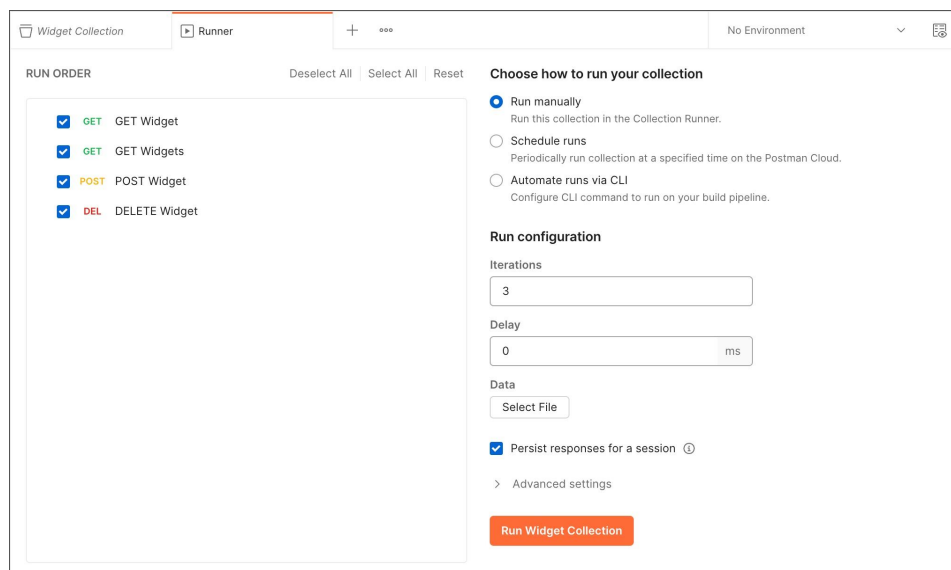 Widget Collection
Runner
No Environment
RUN ORDER
Deselect All
Select All
Reset
GET GET Widget
GET GET Widgets
POST POST Widget
DEL DELETE Widget
Choose how to run your collection
Run manually
Run this collection in the Collection Runner.
Schedule runs
Periodically run collection at a specified time on the Postman Cloud.
Automate runs via CLI
Configure CLI command to run on your build pipeline.
Run configuration
Iterations
3
Delay
0 ms
Data
Select File
Persist responses for a session
Advanced settings
Run Widget Collection